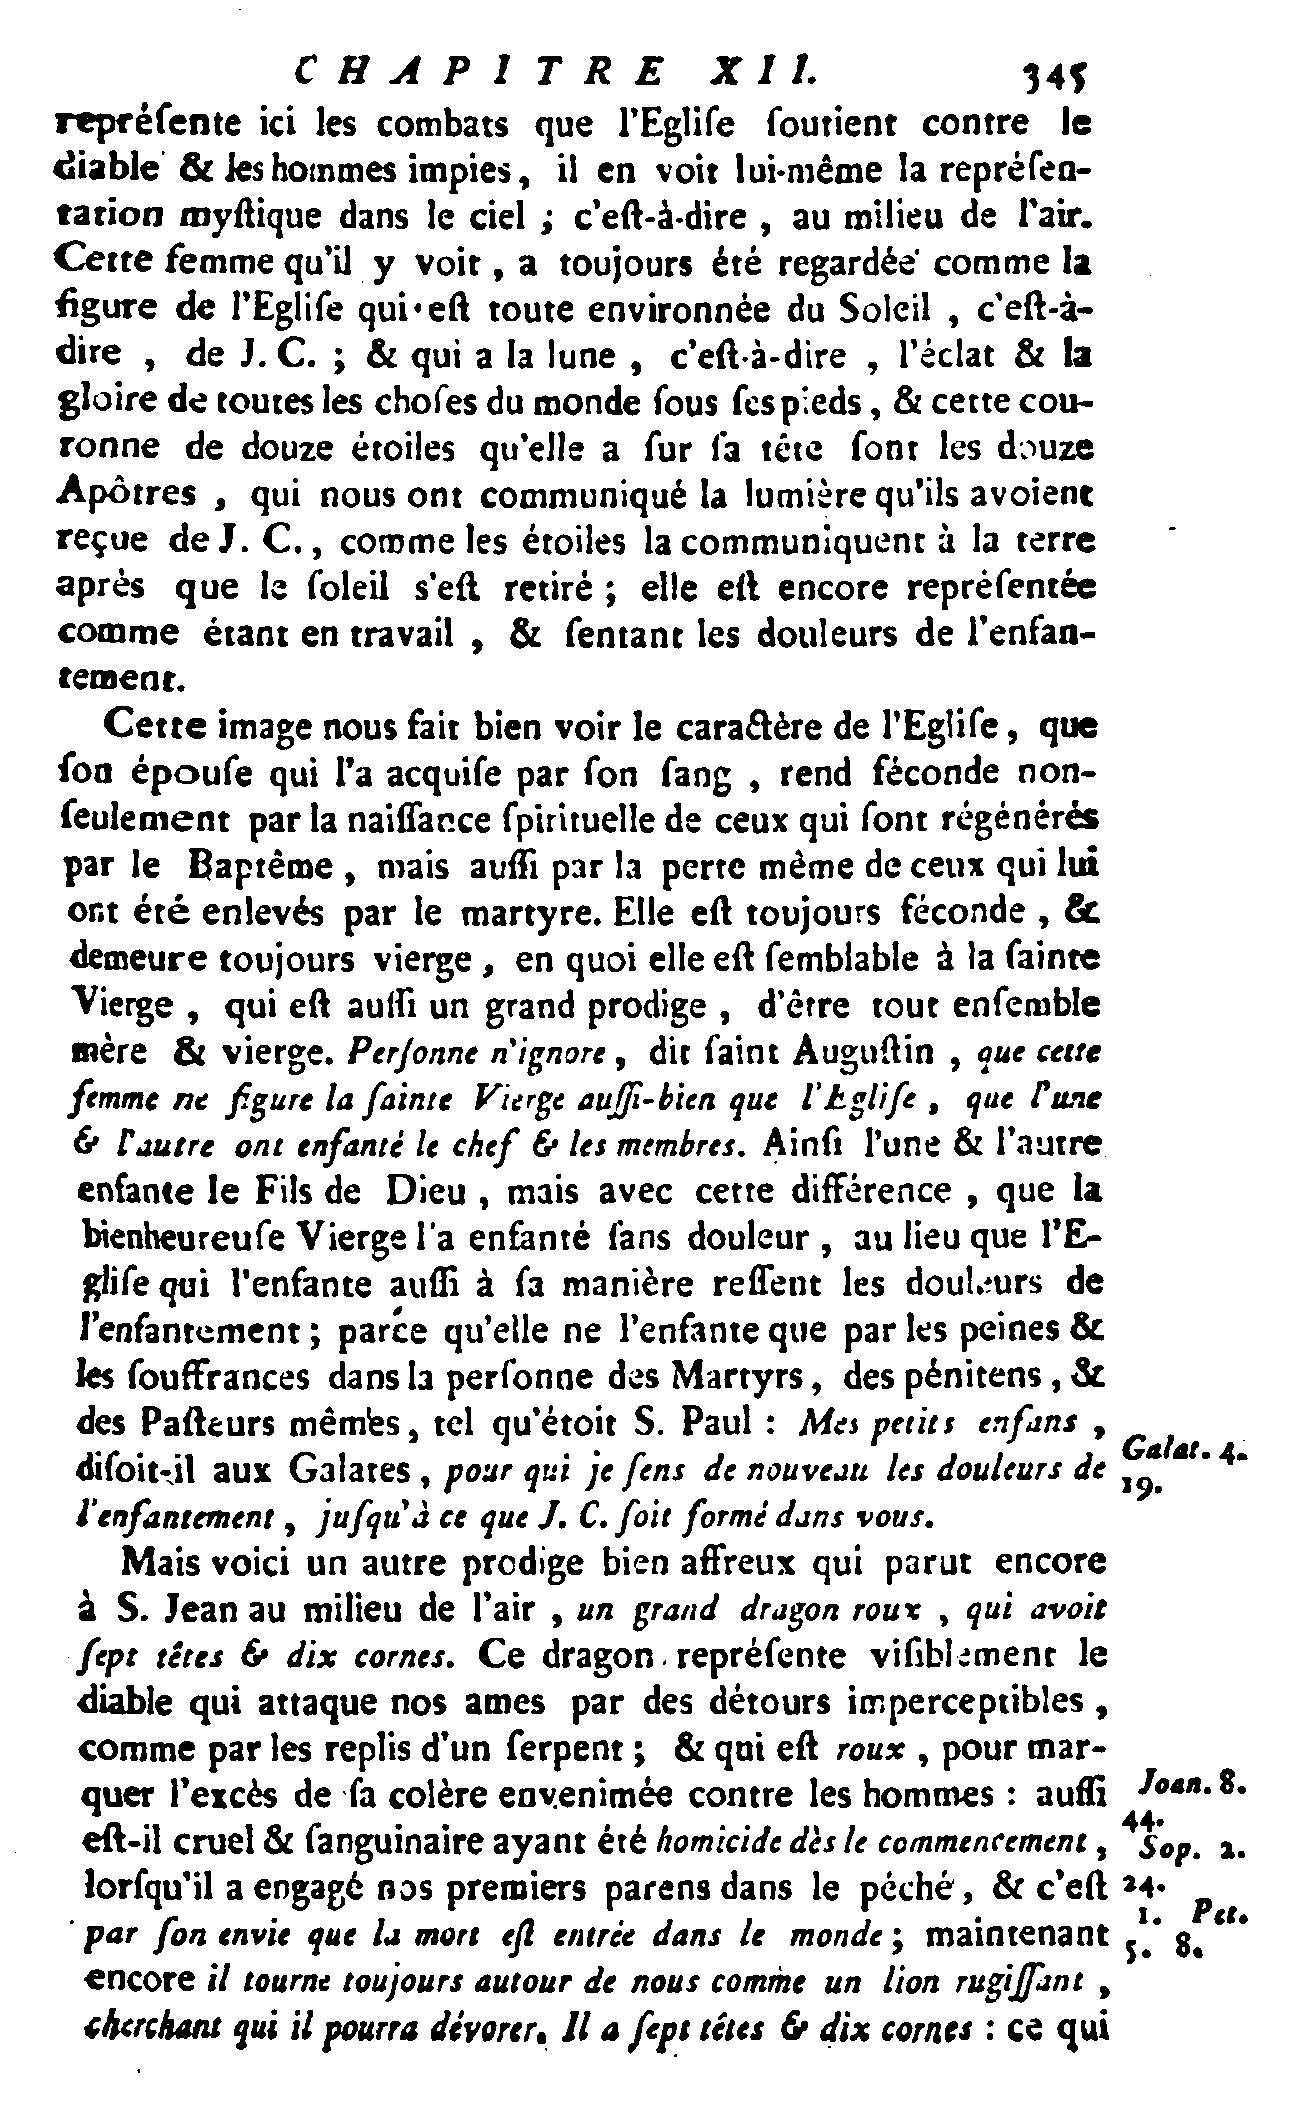 CHAPITRE XII. 345
repréſente ici les combats que l'Egliſe ſoutient contre le
diable & les hommes impies, il en voit lui-même la repréſen-
tation myſtique dans le ciel ; c'eſt-à-dire , au milieu de l'air.
Cette femme qu'il y voit , a toujours été regardée comme la
figure de l'Egliſe qui eſt toute environnée du Soleil , c'eſt-à-
dire , de J. C. ; & qui a la lune , c'eſt-à-dire , l'éclat & la
gloire de toutes les choſes du monde ſous ſes pieds, & cette cou-
ronne de douze étoiles qu'elle a ſur ſa tête ſont les douze
Apôtres , qui nous ont communiqué la lumière qu'ils avoient
reçue de J. C., comme les étoiles la communiquent à la terre
après que le ſoleil s'eſt retiré ; elle eſt encore repréſentée
comme étant en travail , & ſentant les douleurs de l'enfan-
tement.
Cette image nous fait bien voir le caractère de l'Egliſe, que
ſon épouſe qui l'a acquiſe par ſon ſang , rend féconde non-
ſeulement par la naiſſance ſpirituelle de ceux qui ſont régénérés
par le Baptême , mais auſſi par la perte même de ceux qui lui
ont été enlevés par le martyre. Elle eſt toujours féconde , &
demeure toujours vierge , en quoi elle eſt ſemblable à la ſainte
Vierge , qui eſt auſſi un grand prodige , d'être tout enſemble
mère & vierge. Perſonne n'ignore , dit ſaint Auguſtin , que cette
femme ne figure la ſainte Vierge auſſi-bien que l'Egliſe , que l'une
& l'autre ont enfanté le chef & les membres. Ainſi l'une & l'autre
enfante le Fils de Dieu , mais avec cette différence , que la
bienheureuſe Vierge l'a enfanté ſans douleur , au lieu que l'E-
gliſe qui l'enfante auſſi à ſa manière reſſent les douleurs de
l'enfantement ; parce qu'elle ne l'enfante que par les peines &
les ſouffrances dans la perſonne des Martyrs, des pénitens , &
des Paſteurs mêmes, tel qu'étoit S. Paul : Mes petits enfans ,
diſoit-il aux Galates , pour qui je ſens de nouveau les douleurs de
Galat. 4.
19.
l'enfantement , juſqu'à ce que J. C. ſoit formé dans vous.
Mais voici un autre prodige bien affreux qui parut encore
à S. Jean au milieu de l'air , un grand dragon roux , qui avoit
ſept têtes & dix cornes. Ce dragon repréſente viſiblement le
diable qui attaque nos ames par des détours imperceptibles ,
comme par les replis d'un ſerpent ; & qui eſt roux , pour mar-
quer l'excès de ſa colère envenimée contre les hommes : auſſi
Joan. 8.
44.
eſt-il cruel & ſanguinaire ayant été homicide dès le commencement ,
Sap. 2.
lorſqu'il a engagé nos premiers parens dans le péché , & c'eſt
24.
par ſon envie que la mort eſt entrée dans le monde ; maintenant
1. Pet.
5. 8.
encore il tourne toujours autour de nous comme un lion rugiſſant ,
cherchant qui il pourra dévorer. Il a ſept têtes & dix cornes : ce qui